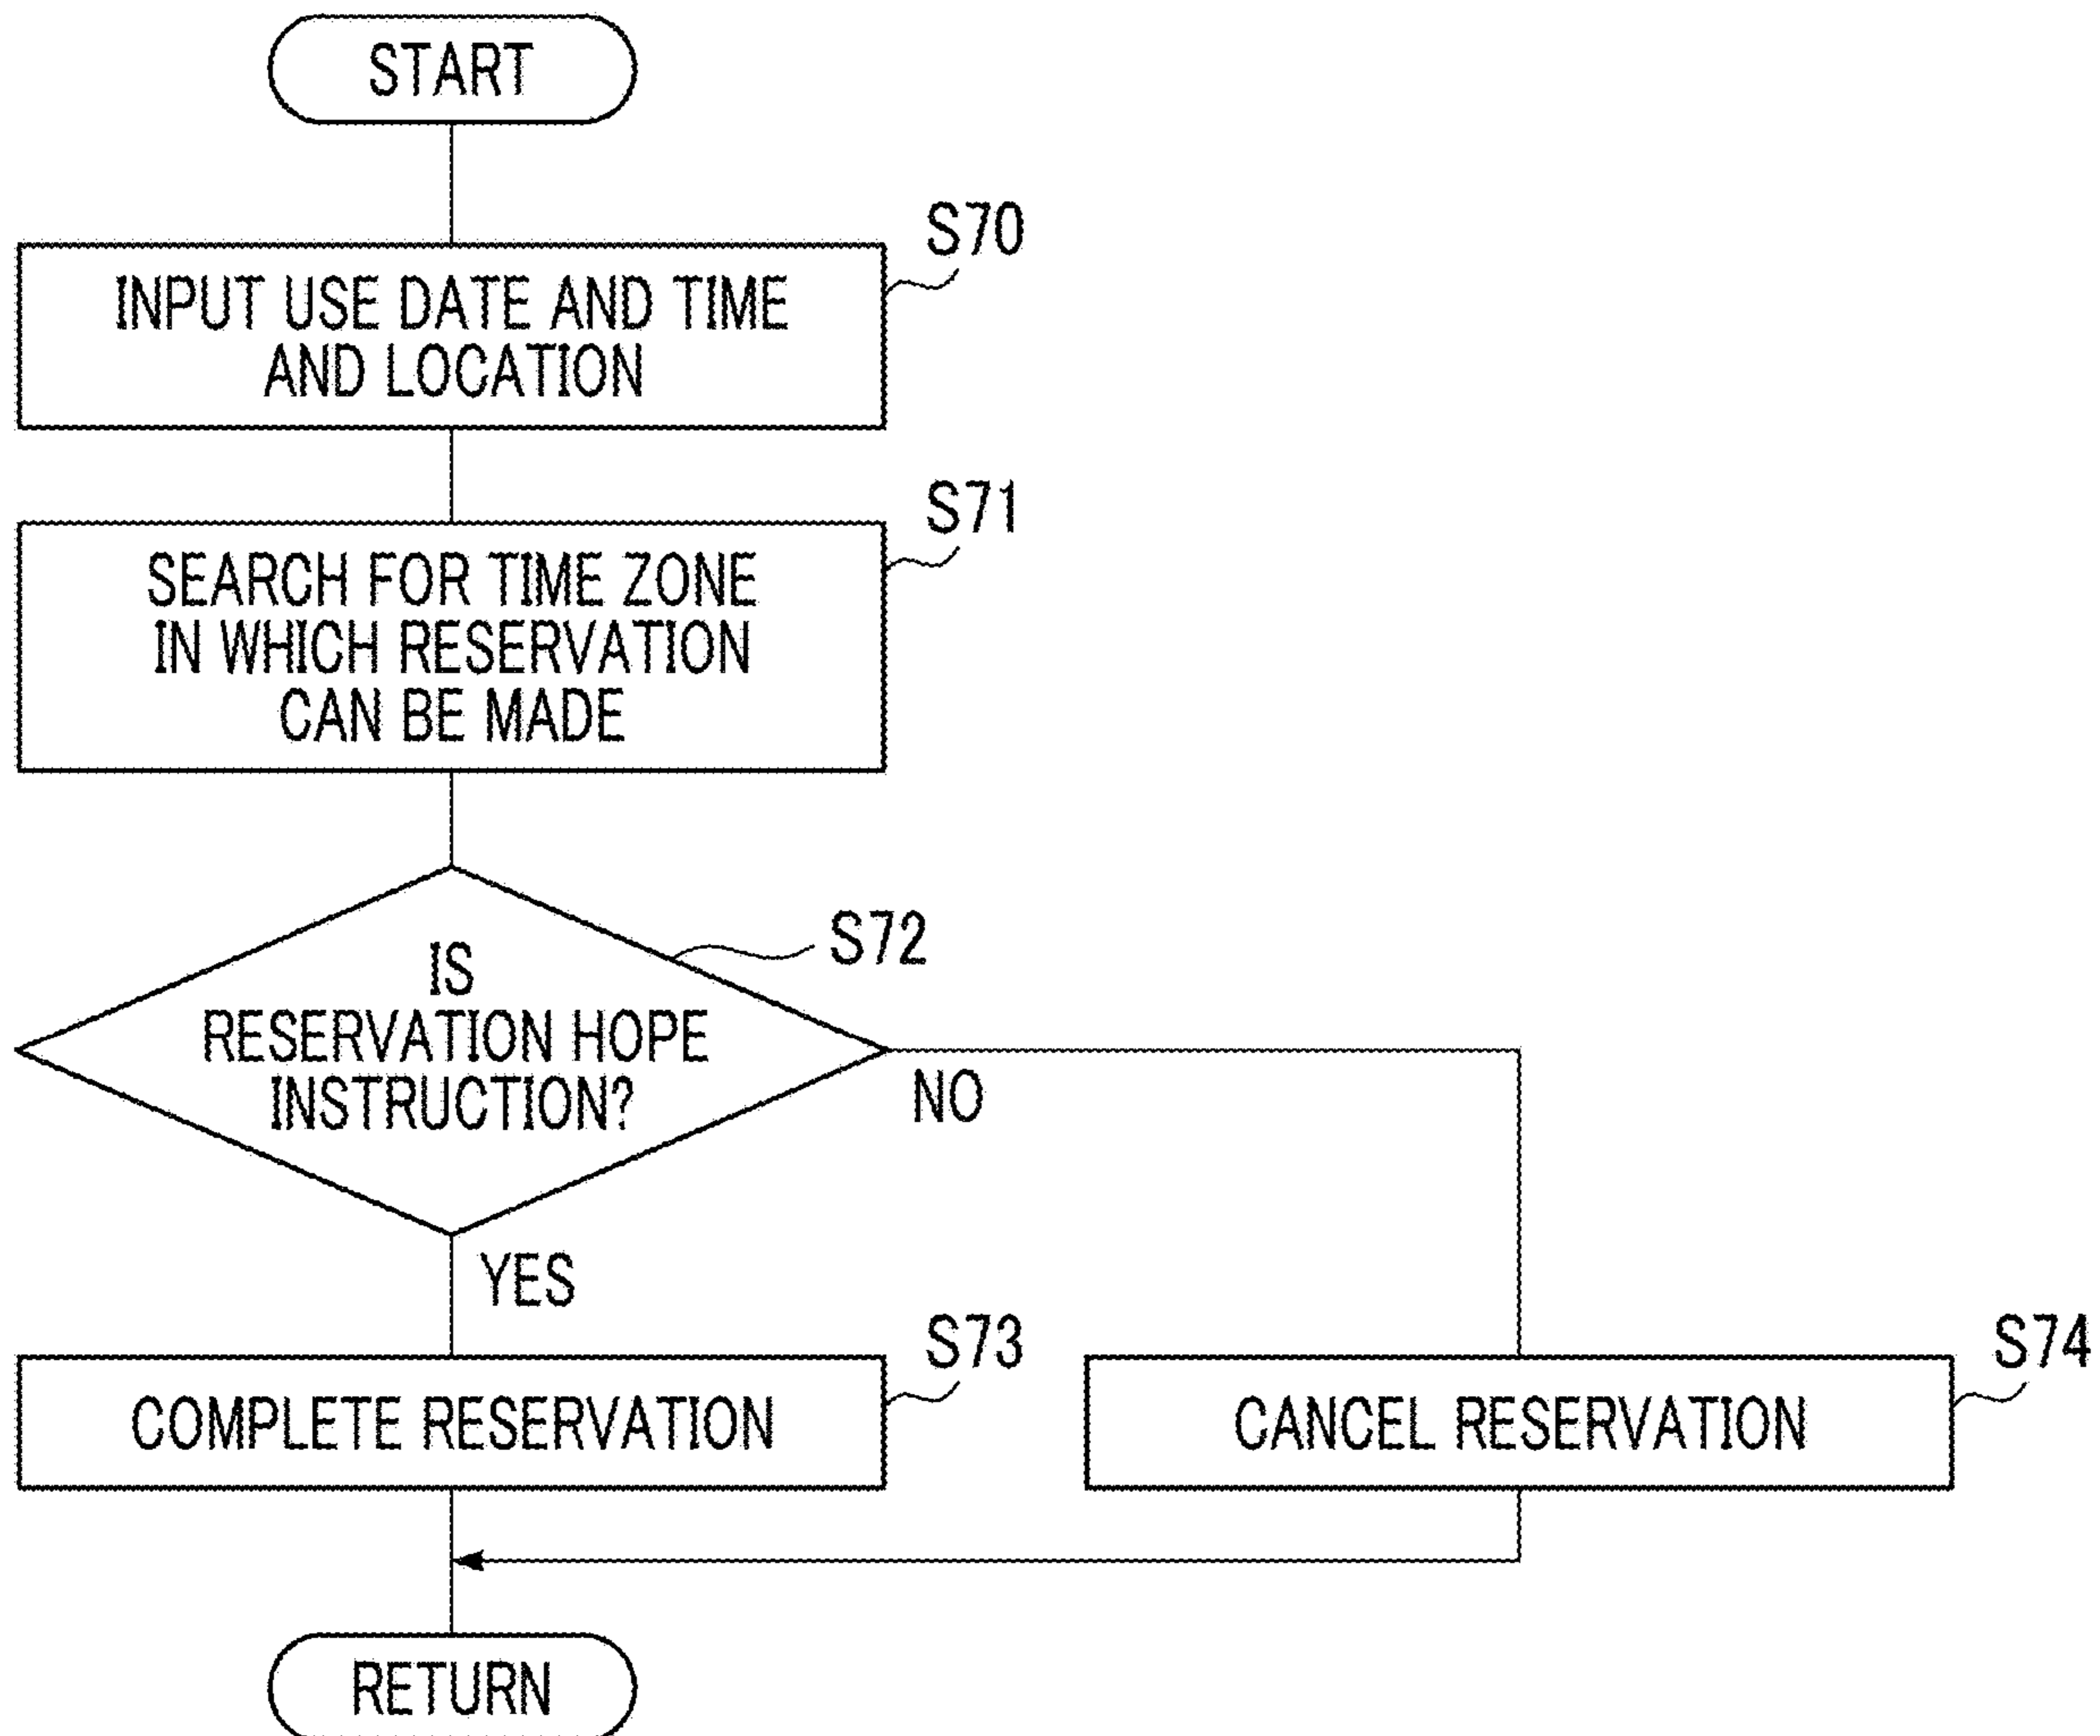 START
S70
INPUT USE DATE AND TIME
AND LOCATION
S71
SEARCH FOR TIME ZONE
IN WHICH RESERVATION
CAN BE MADE
S72
IS
RESERVATION HOPE
INSTRUCTION?
NO
YES
S73
COMPLETE RESERVATION
S74
CANCEL RESERVATION
RETURN